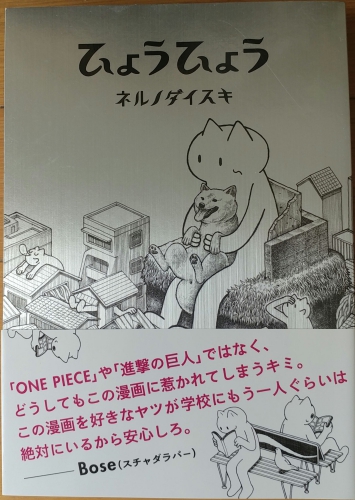 ひょうひょう
ネルノダイスキ
「ONE PIECE」や「進撃の巨人」ではなく、
どうしてもこの漫画に惹かれてしまうキミ。
この漫画を好きなヤツが学校にもう一人ぐらいは
絶対にいるから安心しろ。
——Bose(スチャダラパー)